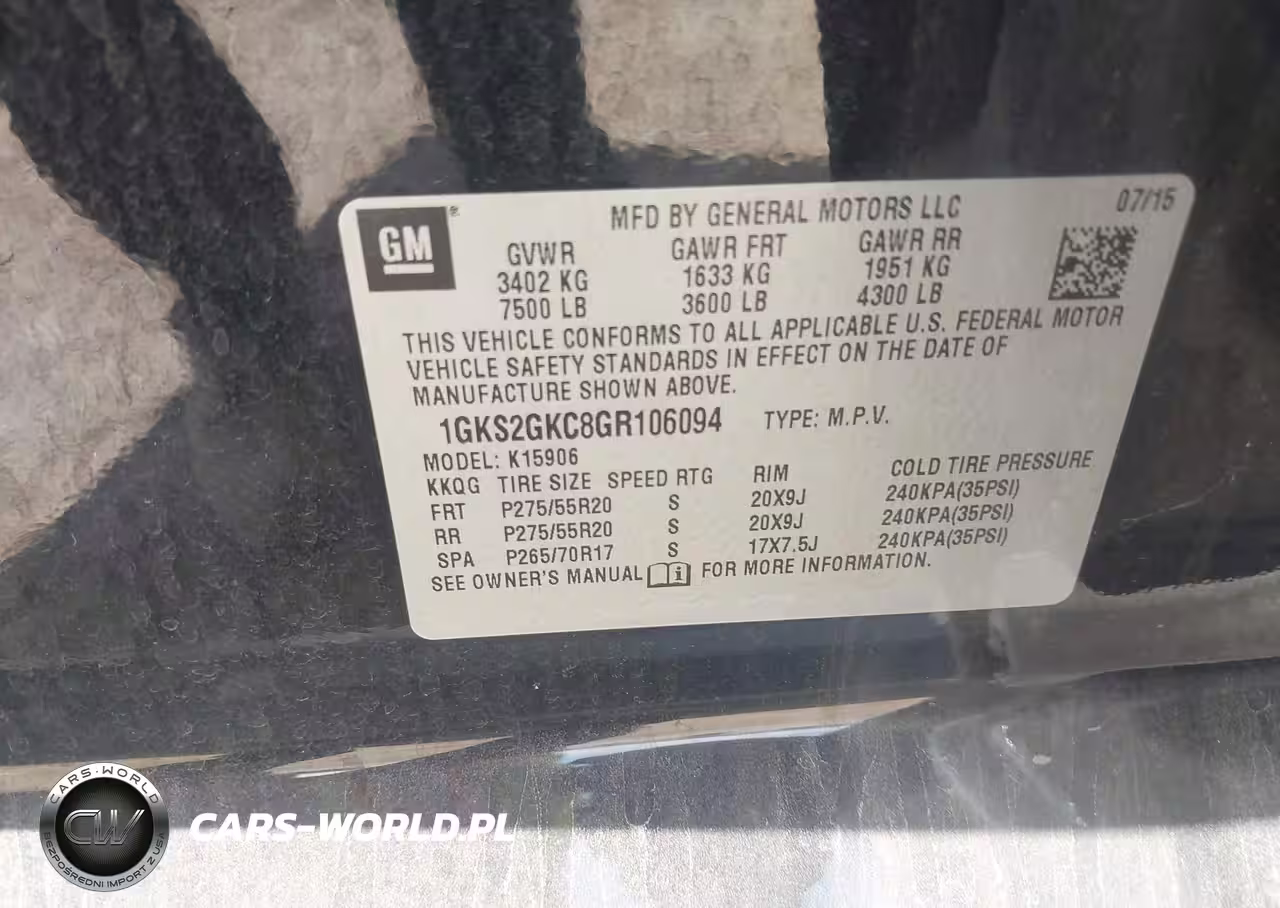 GM®
MFD BY GENERAL MOTORS LLC 07/15
GVWR GAWR FRT GAWR RR
3402 KG 1633 KG 1951 KG
7500 LB 3600 LB 4300 LB
THIS VEHICLE CONFORMS TO ALL APPLICABLE U.S. FEDERAL MOTOR
VEHICLE SAFETY STANDARDS IN EFFECT ON THE DATE OF
MANUFACTURE SHOWN ABOVE.
1GKS2GKC8GR106094 TYPE: M.P.V.
MODEL: K15906
KKQG TIRE SIZE SPEED RTG RIM COLD TIRE PRESSURE
FRT P275/55R20 S 20X9J 240KPA(35PSI)
RR P275/55R20 S 20X9J 240KPA(35PSI)
SPA P265/70R17 S 17X7.5J 240KPA(35PSI)
SEE OWNER'S MANUAL i FOR MORE INFORMATION.
CARS-WORLD
CW
BEZPOŚREDNI IMPORT Z USA
CARS-WORLD.PL